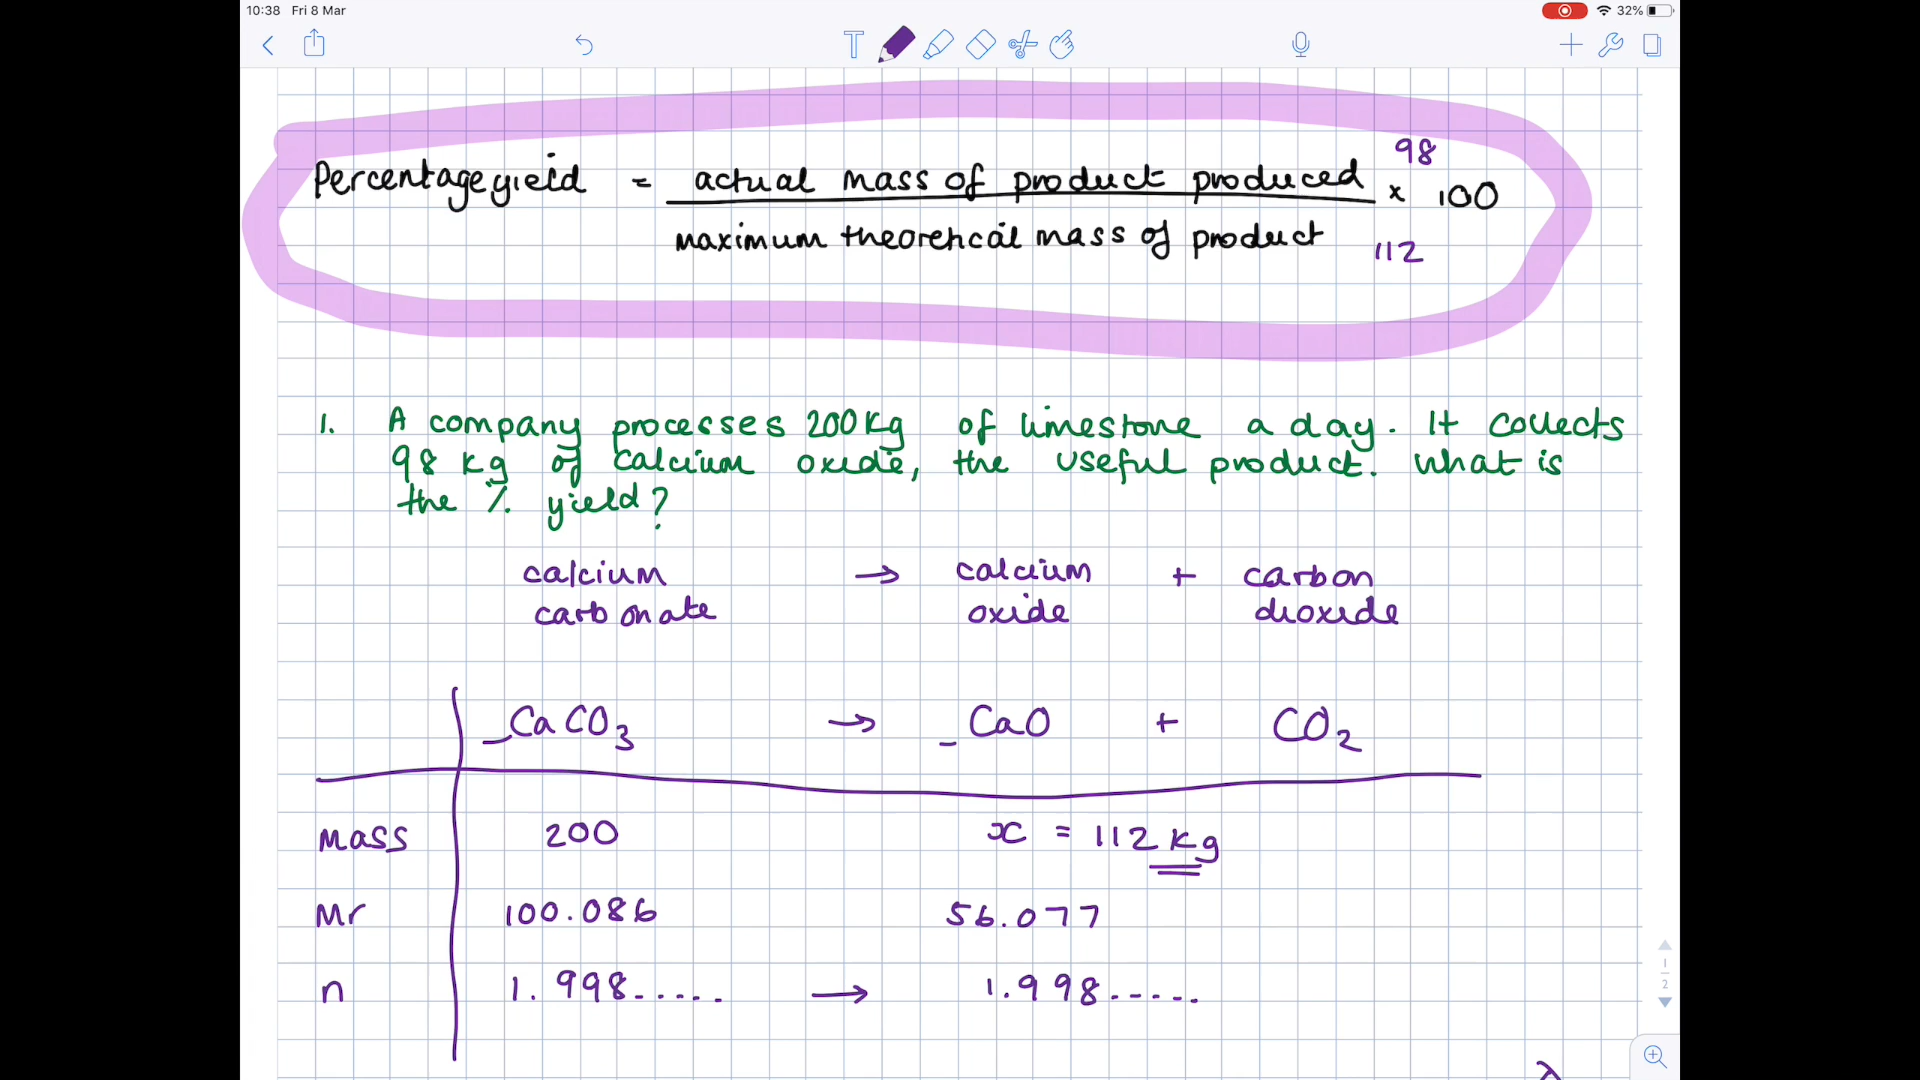 10:38 Fri 8 Mar
32%
T
98
Percentage yield = actual mass of product produced x 100
maximum theoretical mass of product
112
1. A company processes 200Kg of limestone a day. It collects
98 kg of calcium oxide, the useful product. What is
the % yield?
calcium → calcium + carbon
carbonate oxide dioxide
_CaCO3 → _CaO + CO2
Mass 200 x = 112 kg
Mr 100.086 56.077
n 1.998..... → 1.998.....
1
2